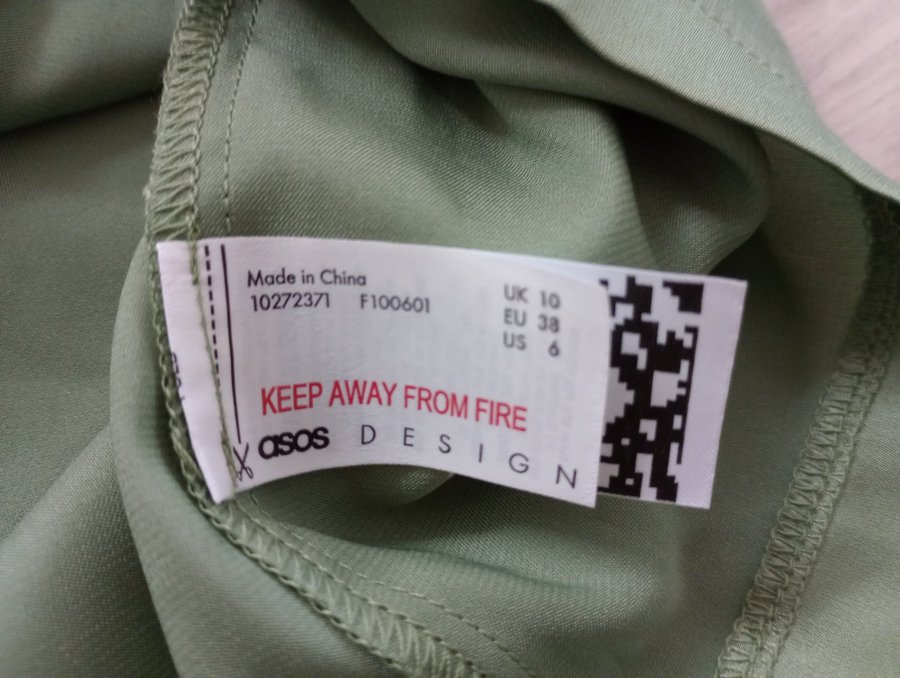 Made in China
10272371 F100601
UK 10
EU 38
US 6
KEEP AWAY FROM FIRE
asos DESIGN